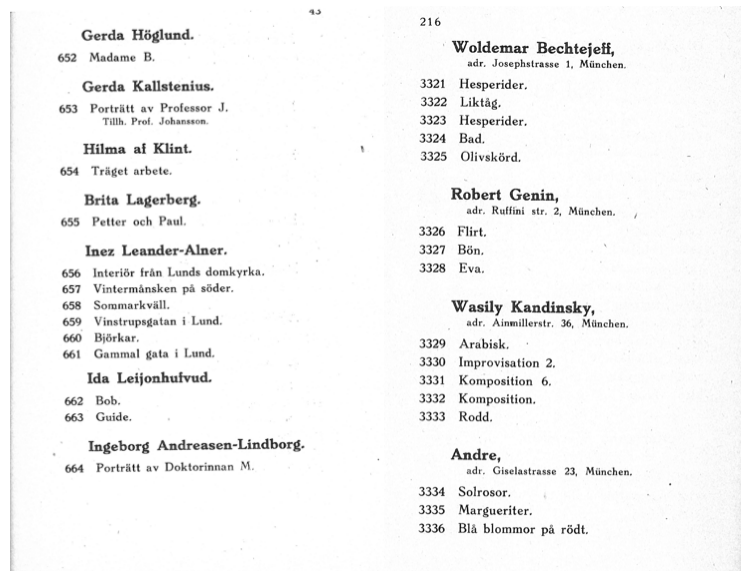 Gerda Höglund.
652 Madame B.
Gerda Kallstenius.
653 Porträtt av Professor J.
Tillh. Prof. Johansson.
Hilma af Klint.
654 Träget arbete.
Brita Lagerberg.
655 Petter och Paul.
Inez Leander-Alner.
656 Interiör från Lunds domkyrka.
657 Vintermånsken på söder.
658 Sommarkväll.
659 Vinstrupsgatan i Lund.
660 Björkar.
661 Gammal gata i Lund.
Ida Leijonhufvud.
662 Bob.
663 Guide.
Ingeborg Andreasen-Lindborg.
664 Porträtt av Doktorinnan M.
216
Woldemar Bechtejeff,
adr. Josephstrasse 1, München.
3321 Hesperider.
3322 Liktåg.
3323 Hesperider.
3324 Bad.
3325 Olivskörd.
Robert Genin,
adr. Ruffini str. 2, München.
3326 Flirt.
3327 Bön.
3328 Eva.
Wasily Kandinsky,
adr. Ainmillerstr. 36, München.
3329 Arabisk.
3330 Improvisation 2.
3331 Komposition 6.
3332 Komposition.
3333 Rodd.
Andre,
adr. Giselastrasse 23, München.
3334 Solrosor.
3335 Margueriter.
3336 Blå blommor på rödt.